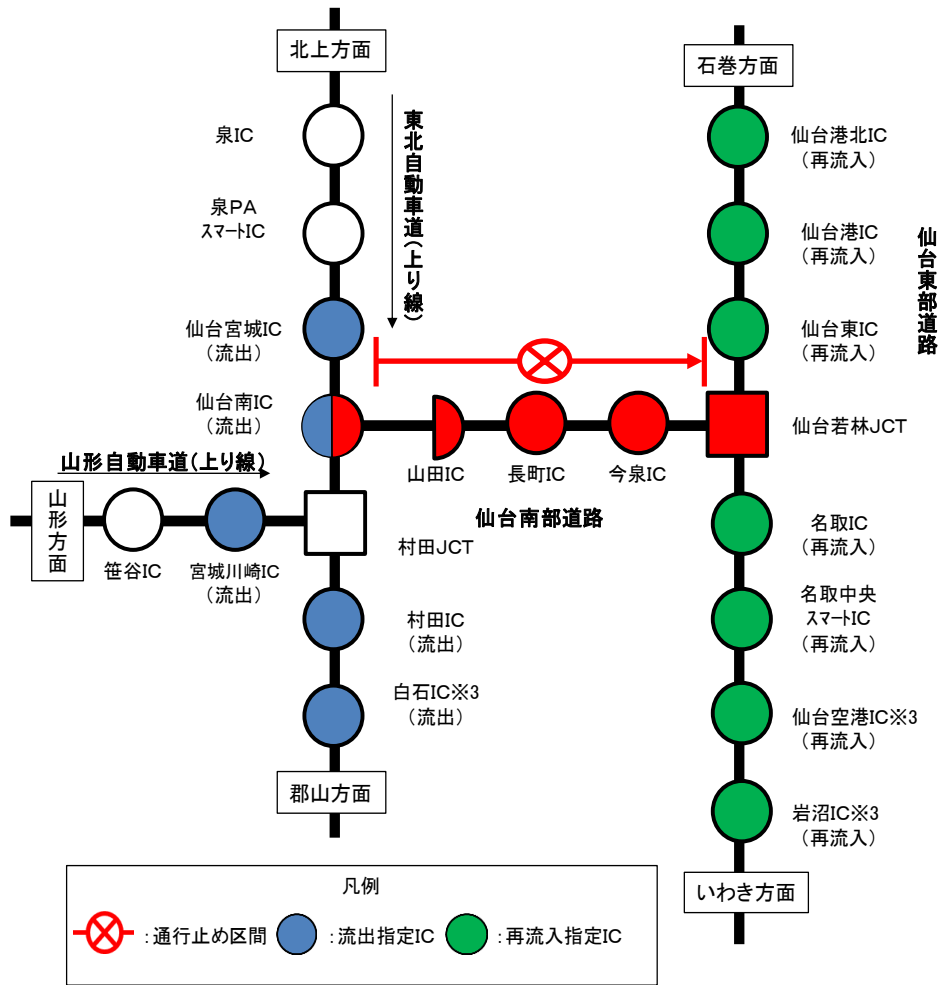 北上方面
石巻方面
東北自動車道(上り線)
泉IC
泉PA
スマートIC
仙台宮城IC
(流出)
仙台南IC
(流出)
山形自動車道(上り線)
山形方面
笹谷IC
宮城川崎IC
(流出)
村田JCT
村田IC
(流出)
白石IC※3
(流出)
郡山方面
山田IC
長町IC
今泉IC
仙台南部道路
仙台港北IC
(再流入)
仙台港IC
(再流入)
仙台東IC
(再流入)
仙台東部道路
仙台若林JCT
名取IC
(再流入)
名取中央
スマートIC
(再流入)
仙台空港IC※3
(再流入)
岩沼IC※3
(再流入)
いわき方面
凡例
:通行止め区間
:流出指定IC
:再流入指定IC